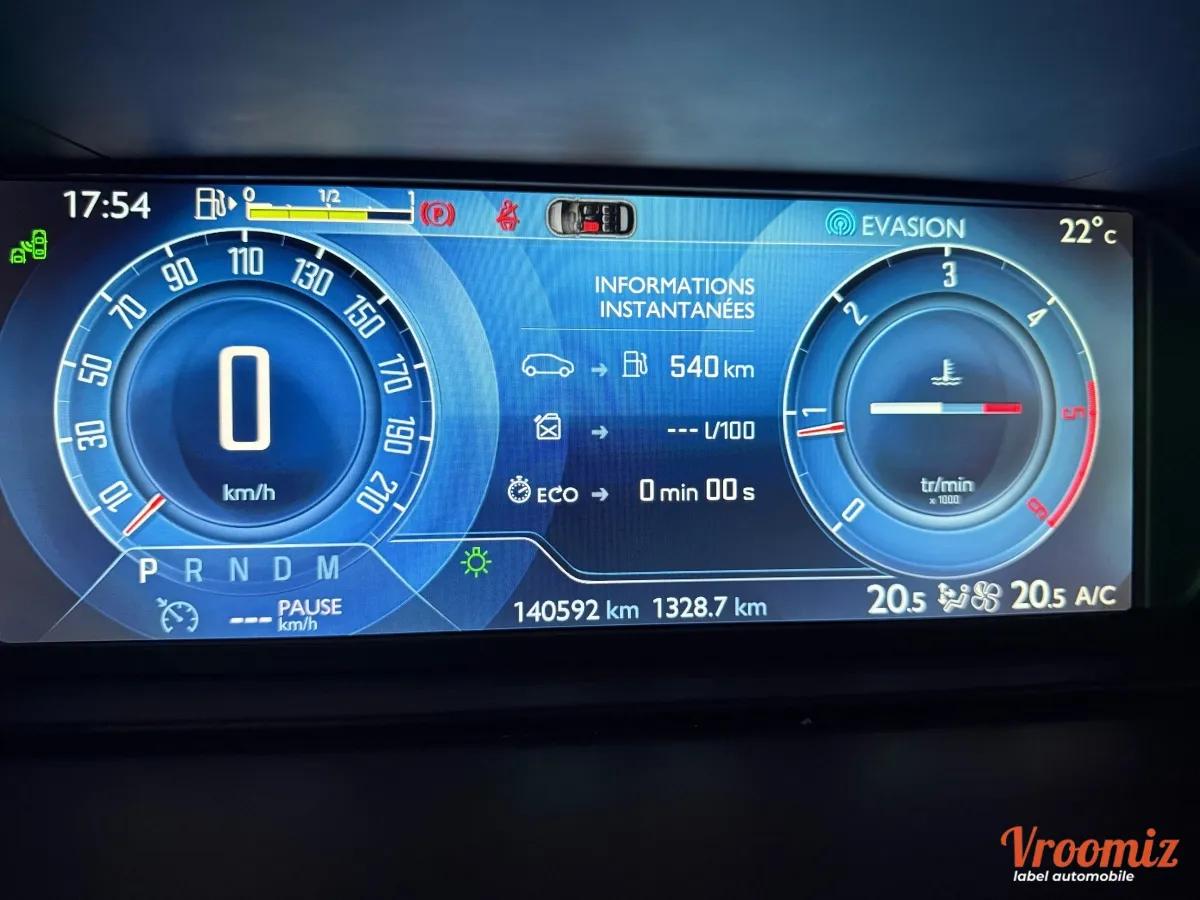 17:54
0 1/2 1
P
EVASION
22°C
10 30 50 70 90 110 130 150 170 190 210
0
km/h
INFORMATIONS
INSTANTANÉES
540 km
--- L/100
ECO 0 min 00 s
0 1 2 3 4 5 6
tr/min
x 1000
P R N D M
--- PAUSE
km/h
140592 km 1328.7 km
20.5 20.5 A/C
Vroomiz
label automobile